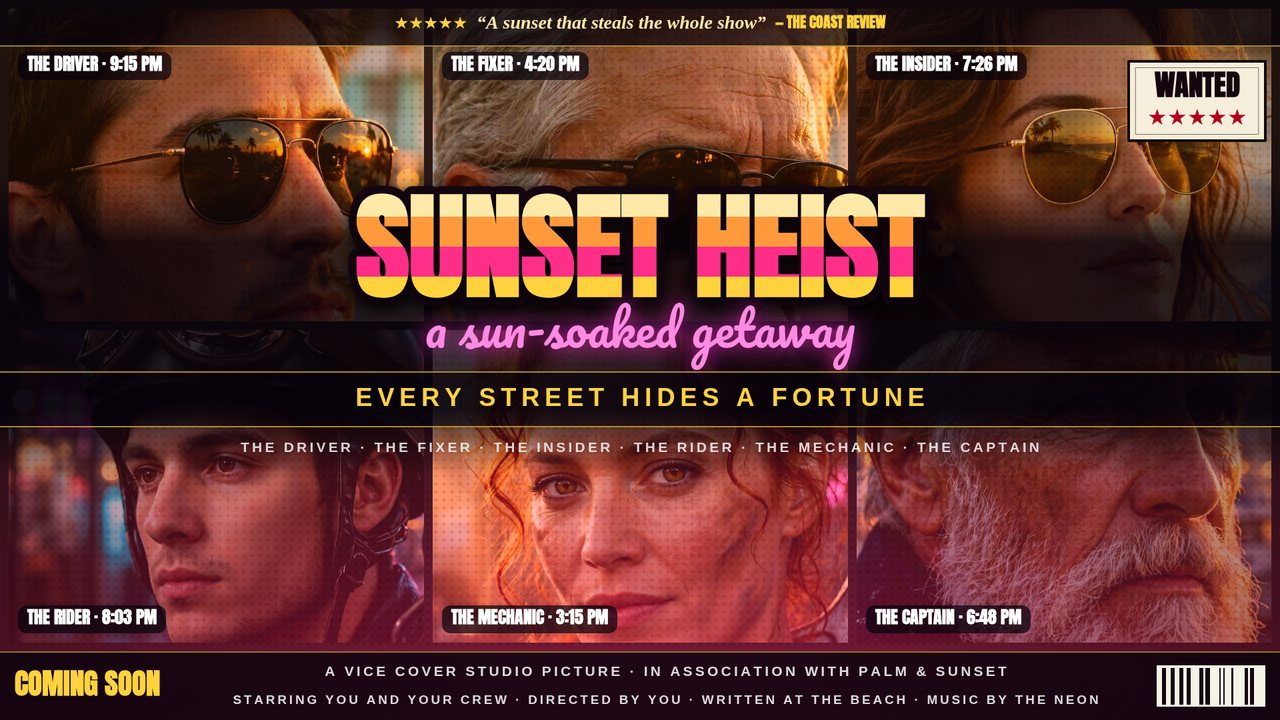 ★★★★★ “A sunset that steals the whole show” – THE COAST REVIEW
THE DRIVER · 9:15 PM
THE FIXER · 4:20 PM
THE INSIDER · 7:26 PM
WANTED
★★★★★
SUNSET HEIST
a sun-soaked getaway
EVERY STREET HIDES A FORTUNE
THE DRIVER · THE FIXER · THE INSIDER · THE RIDER · THE MECHANIC · THE CAPTAIN
THE RIDER · 8:03 PM
THE MECHANIC · 3:15 PM
THE CAPTAIN · 6:48 PM
COMING SOON
A VICE COVER STUDIO PICTURE · IN ASSOCIATION WITH PALM & SUNSET
STARRING YOU AND YOUR CREW · DIRECTED BY YOU · WRITTEN AT THE BEACH · MUSIC BY THE NEON